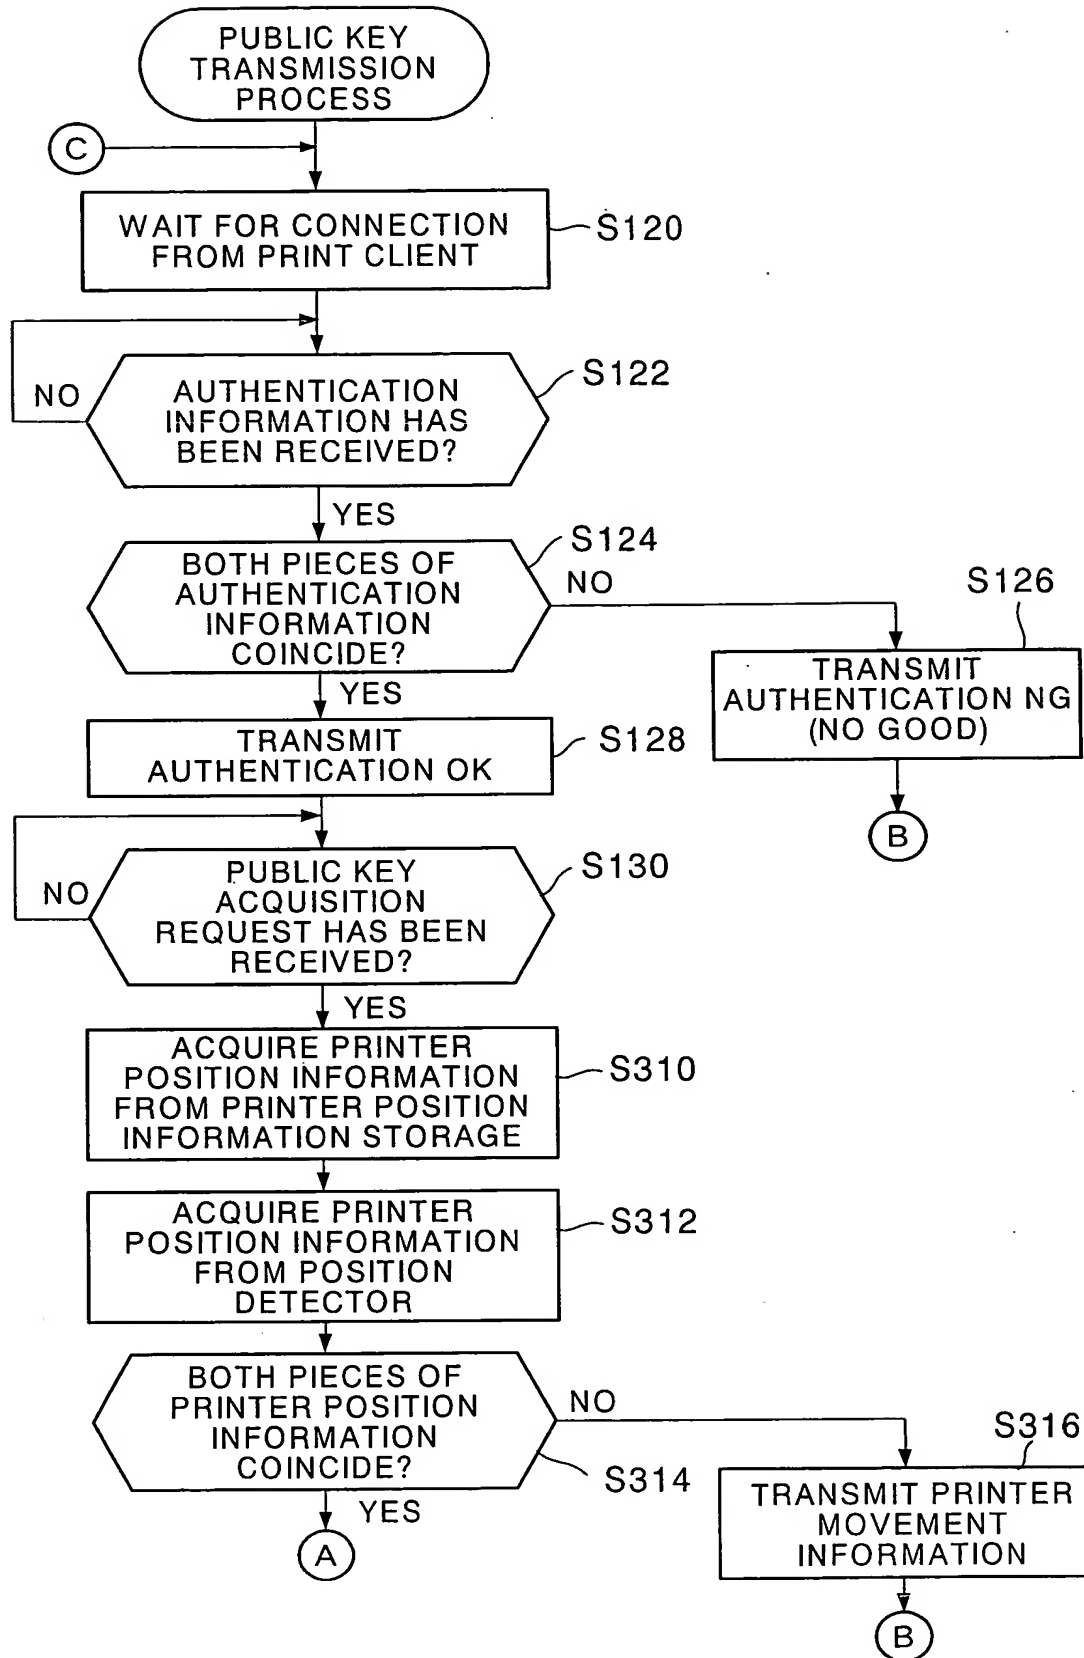 PUBLIC KEY
TRANSMISSION
PROCESS
C
WAIT FOR CONNECTION
FROM PRINT CLIENT
S120
AUTHENTICATION
INFORMATION HAS
BEEN RECEIVED?
S122
NO
YES
BOTH PIECES OF
AUTHENTICATION
INFORMATION
COINCIDE?
S124
NO
S126
TRANSMIT
AUTHENTICATION NG
(NO GOOD)
B
YES
TRANSMIT
AUTHENTICATION OK
S128
PUBLIC KEY
ACQUISITION
REQUEST HAS BEEN
RECEIVED?
S130
NO
YES
ACQUIRE PRINTER
POSITION INFORMATION
FROM PRINTER POSITION
INFORMATION STORAGE
S310
ACQUIRE PRINTER
POSITION INFORMATION
FROM POSITION
DETECTOR
S312
BOTH PIECES OF
PRINTER POSITION
INFORMATION
COINCIDE?
NO
S314
S316
TRANSMIT PRINTER
MOVEMENT
INFORMATION
B
YES
A